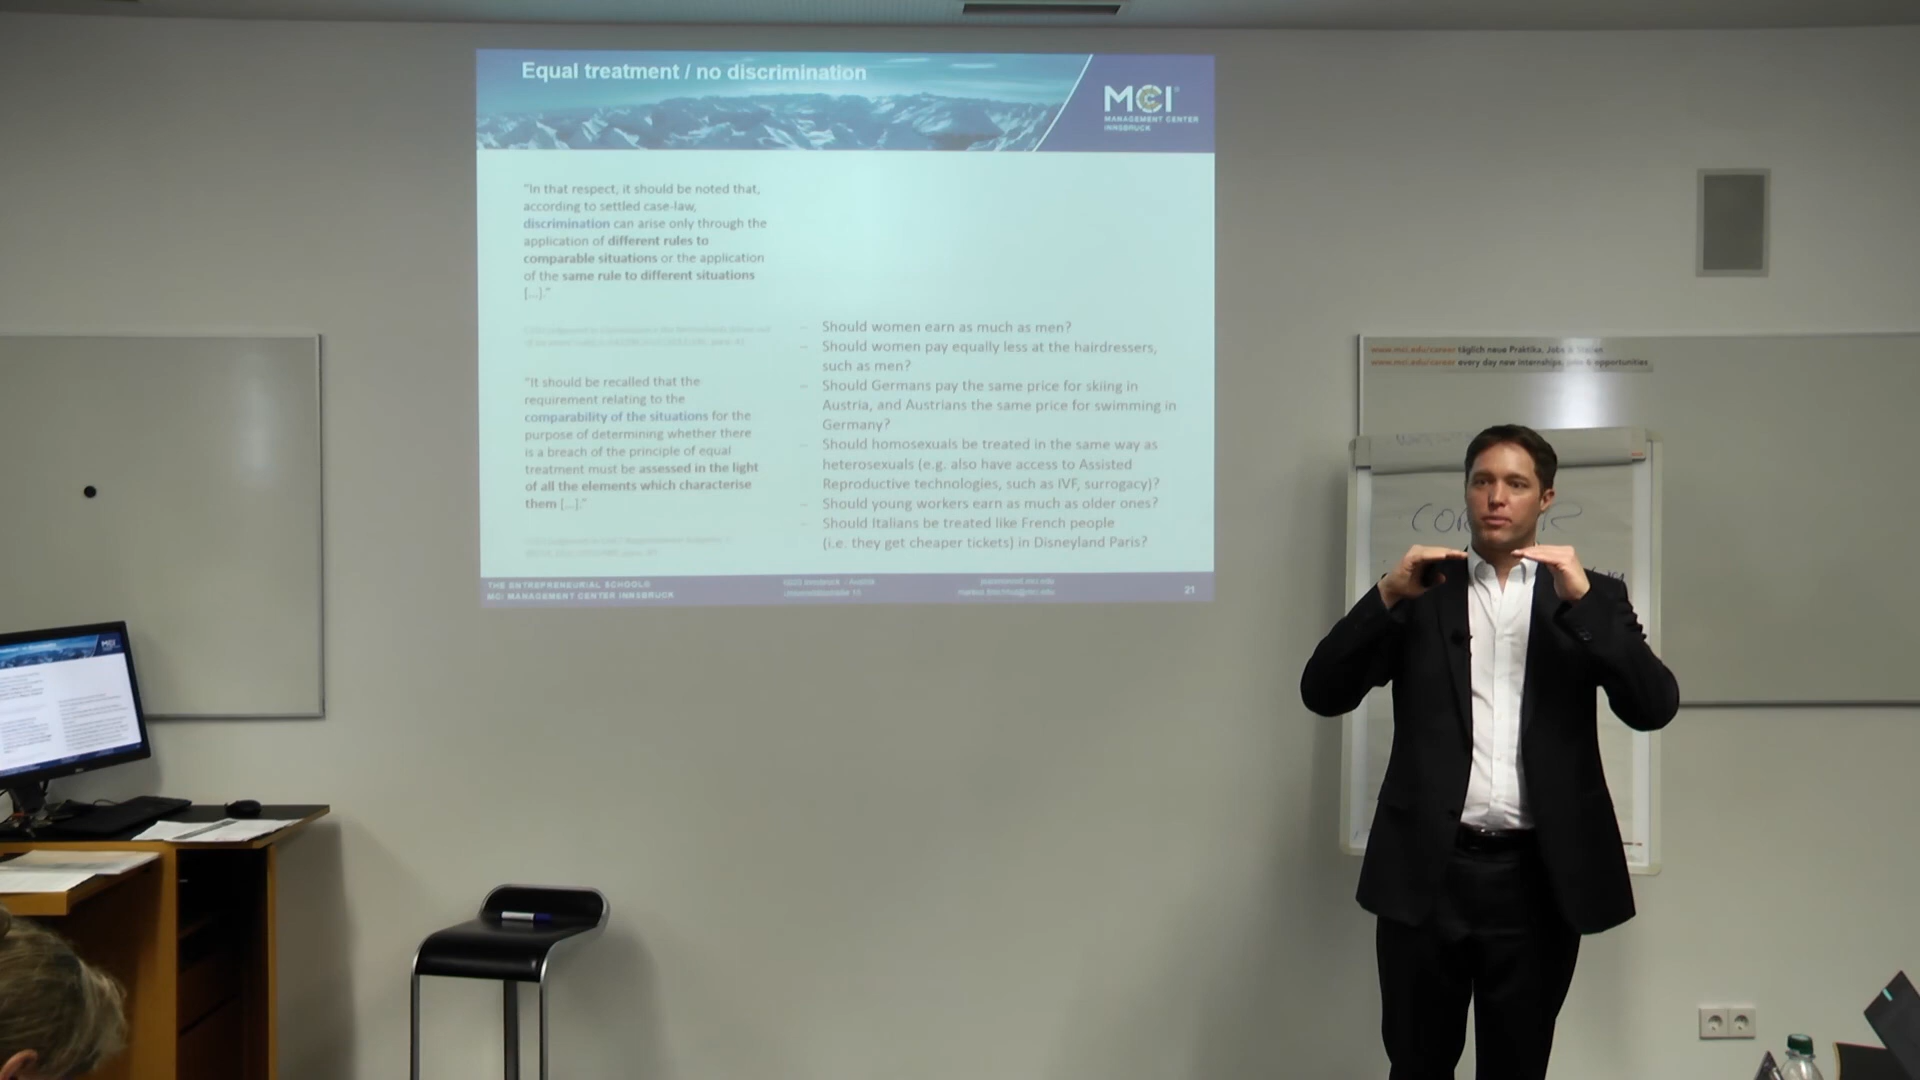 Equal treatment / no discrimination
MCI®
MANAGEMENT CENTER
INNSBRUCK
"In that respect, it should be noted that,
according to settled case-law,
discrimination can arise only through the
application of different rules to
comparable situations or the application
of the same rule to different situations
[...]."
"It should be recalled that the
requirement relating to the
comparability of the situations for the
purpose of determining whether there
is a breach of the principle of equal
treatment must be assessed in the light
of all the elements which characterise
them [...]."
– Should women earn as much as men?
– Should women pay equally less at the hairdressers,
such as men?
– Should Germans pay the same price for skiing in
Austria, and Austrians the same price for swimming in
Germany?
– Should homosexuals be treated in the same way as
heterosexuals (e.g. also have access to Assisted
Reproductive technologies, such as IVF, surrogacy)?
– Should young workers earn as much as older ones?
– Should Italians be treated like French people
(i.e. they get cheaper tickets) in Disneyland Paris?
THE ENTREPRENEURIAL SCHOOL®
MCI MANAGEMENT CENTER INNSBRUCK
6020 Innsbruck - Austria
21
www.mci.edu/career täglich neue Praktika, Jobs & Stellen
www.mci.edu/career every day new internships, jobs & opportunities
MCI